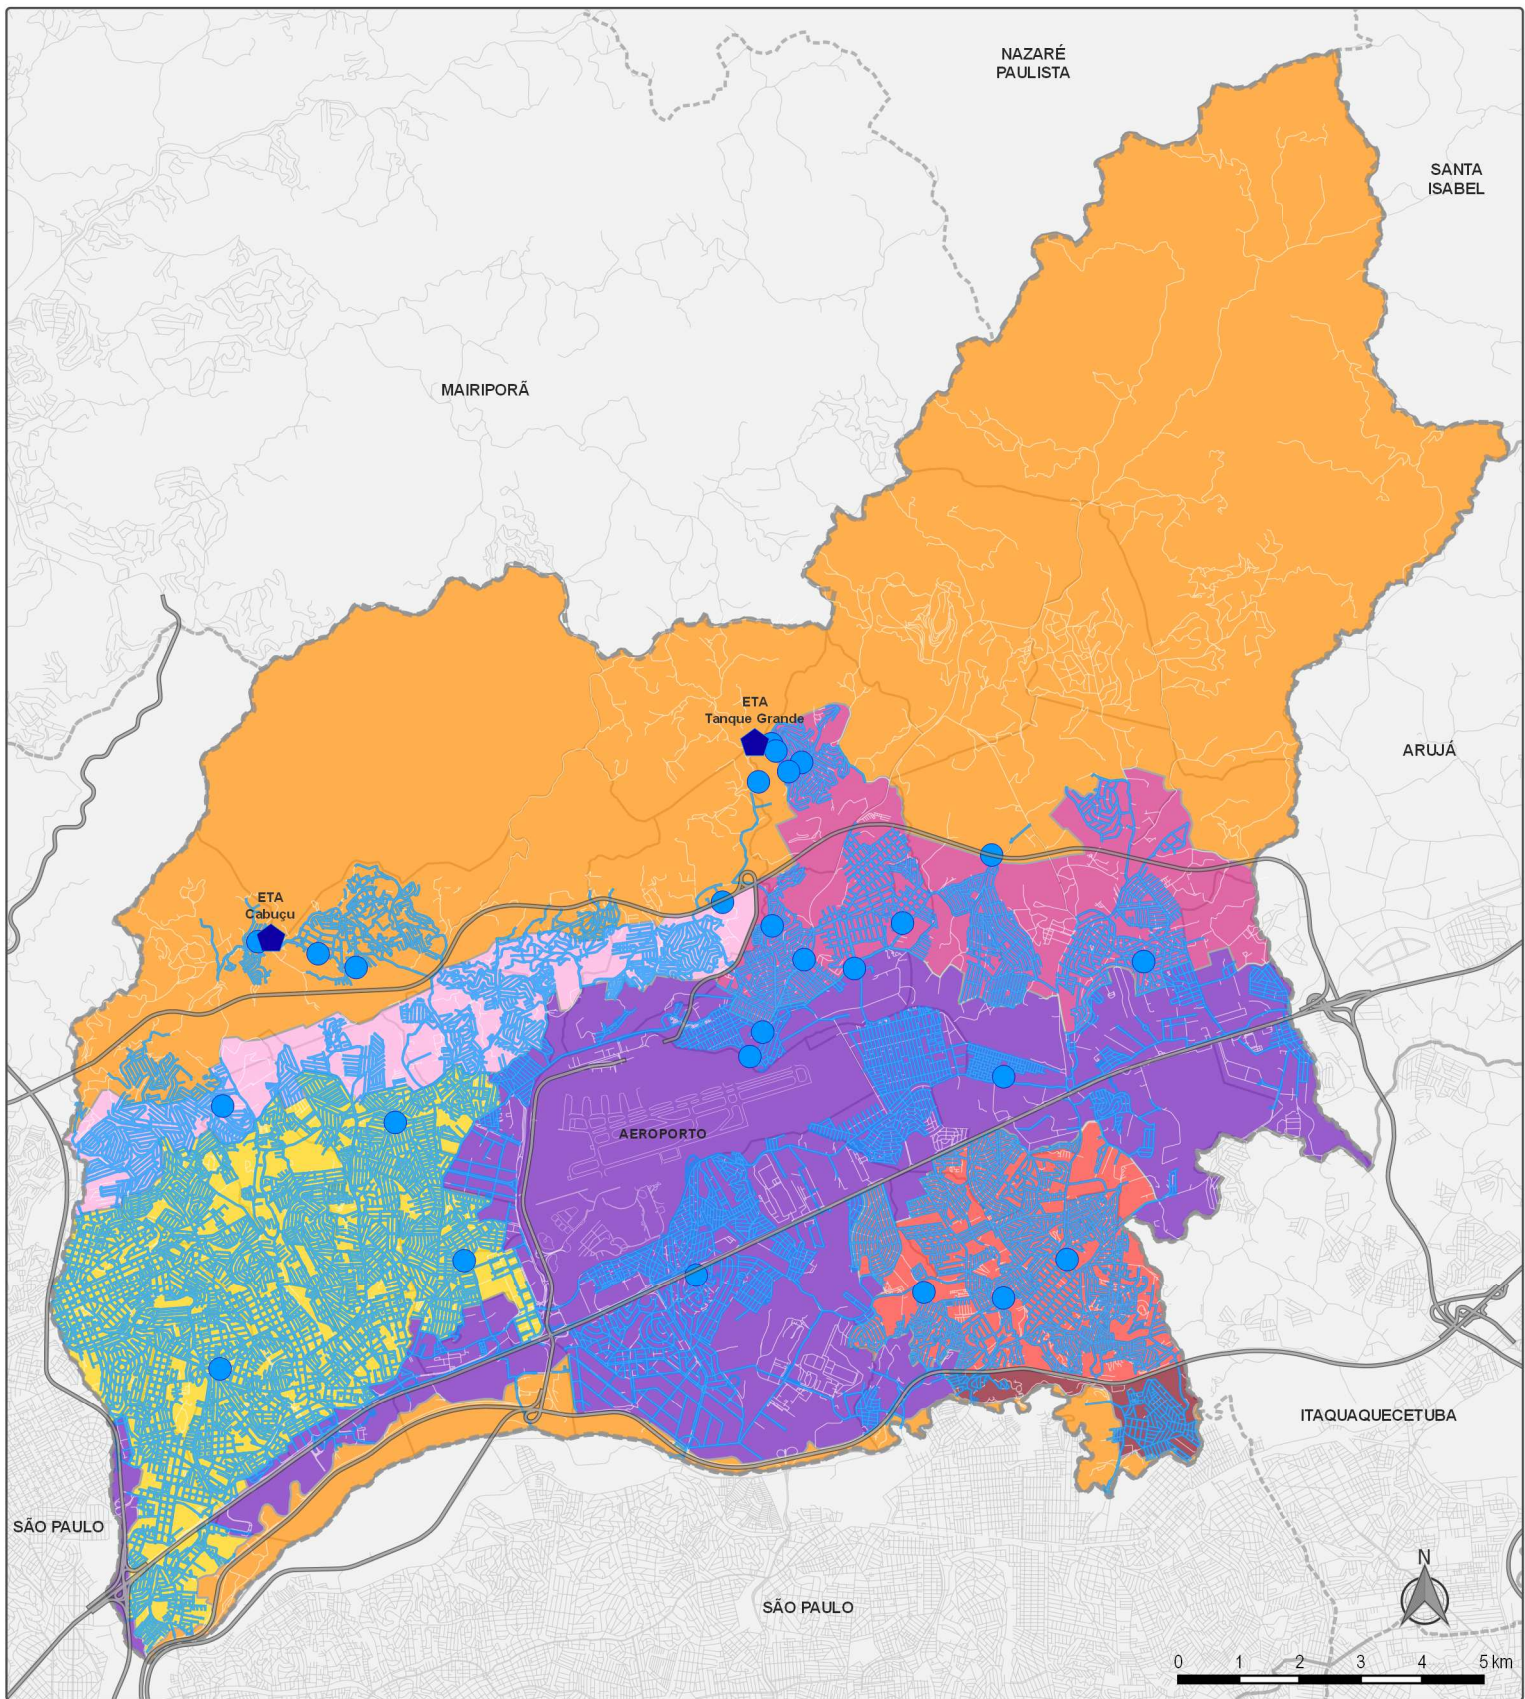 NAZARÉ
PAULISTA
SANTA
ISABEL
MAIRIPORÃ
ETA
Tanque Grande
ARUJÁ
ETA
Cabuçu
AEROPORTO
ITAQUAQUECETUBA
SÃO PAULO
N
SÃO PAULO
0 1 2 3 4 5 km